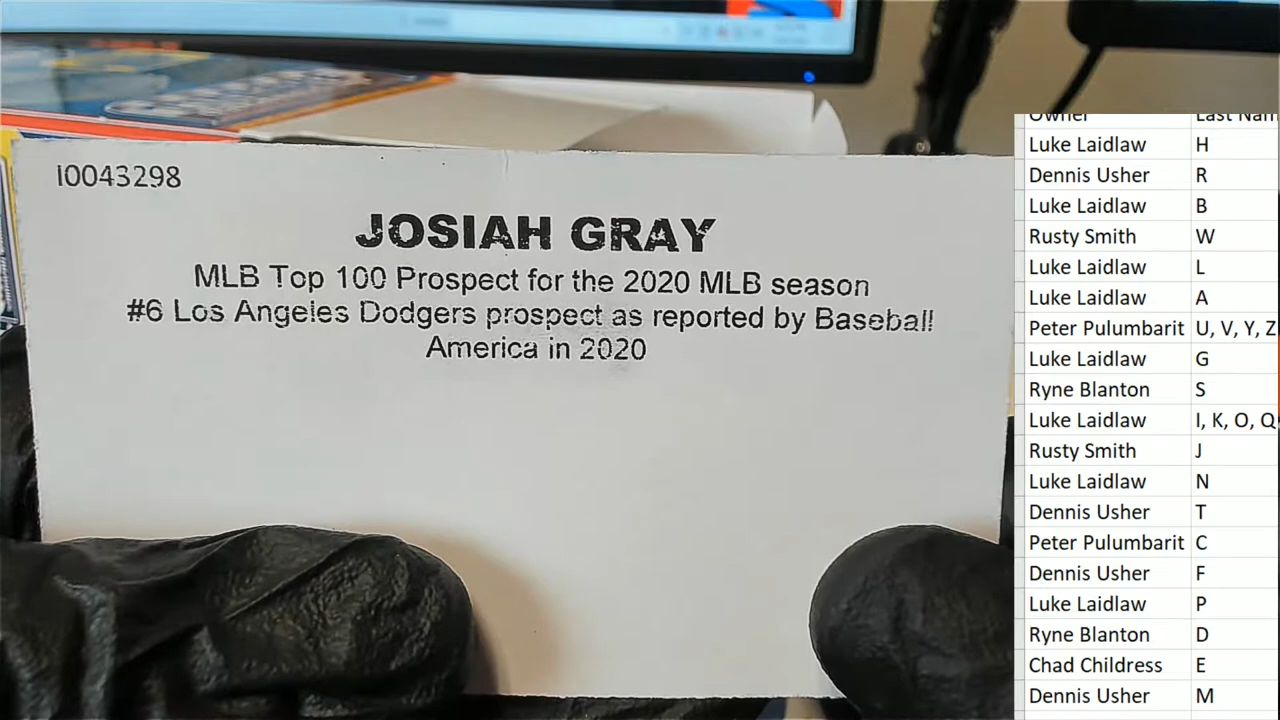 I0043298
JOSIAH GRAY
MLB Top 100 Prospect for the 2020 MLB season
#6 Los Angeles Dodgers prospect as reported by Baseball
America in 2020
Owner Last Nam
Luke Laidlaw H
Dennis Usher R
Luke Laidlaw B
Rusty Smith W
Luke Laidlaw L
Luke Laidlaw A
Peter Pulumbarit U, V, Y, Z
Luke Laidlaw G
Ryne Blanton S
Luke Laidlaw I, K, O, Q
Rusty Smith J
Luke Laidlaw N
Dennis Usher T
Peter Pulumbarit C
Dennis Usher F
Luke Laidlaw P
Ryne Blanton D
Chad Childress E
Dennis Usher M